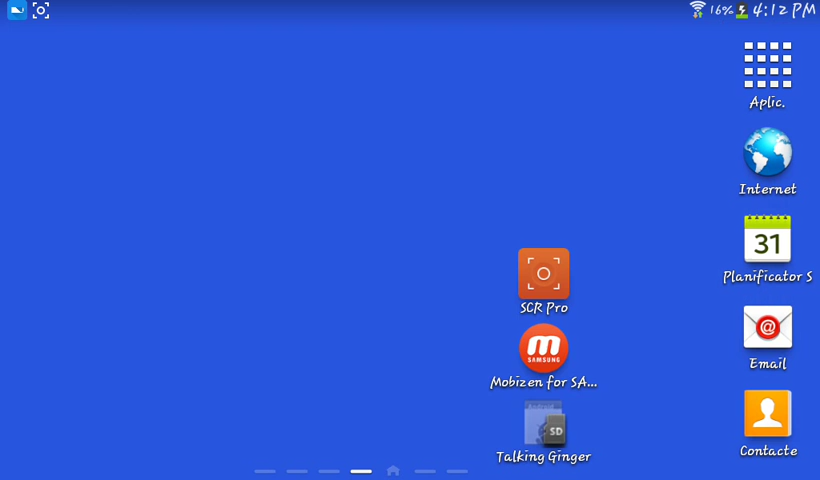 16% 4:12 PM
Aplic.
Internet
31
Planificator S
@
Email
Contacte
SCR Pro
m
SAMSUNG
Mobizen for SA...
SD
Talking Ginger